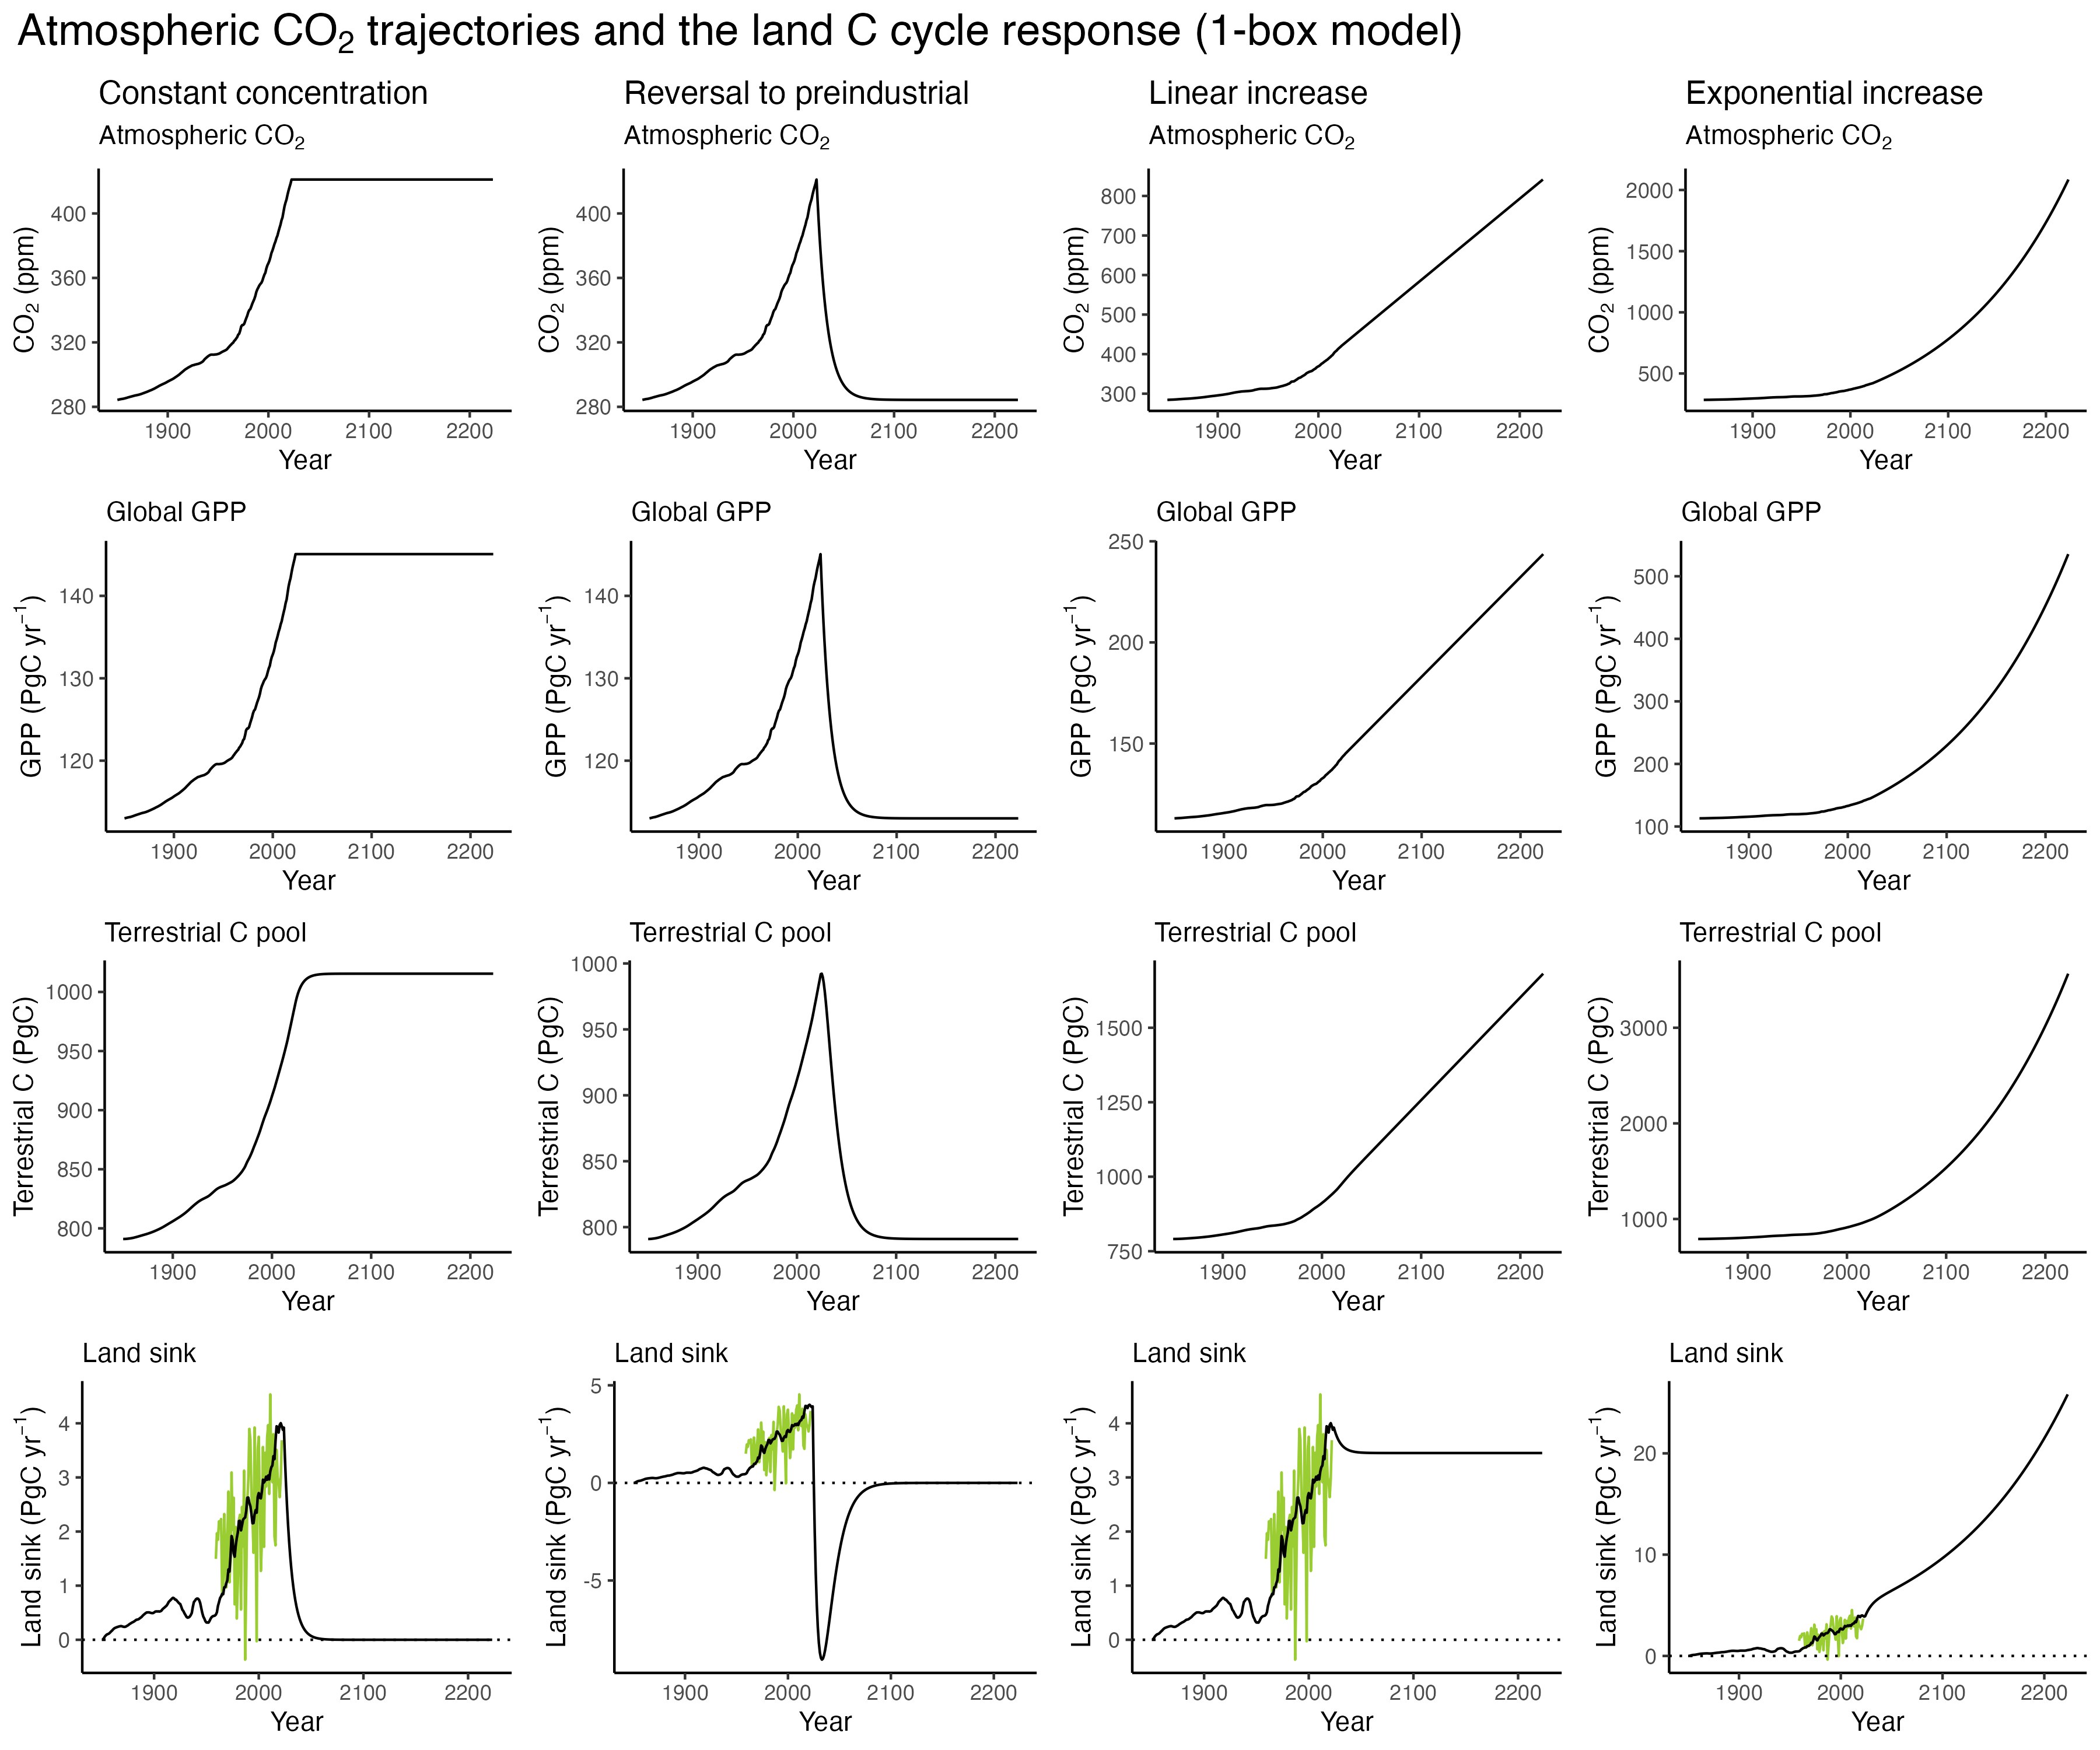 Atmospheric CO₂ trajectories and the land C cycle response (1-box model)
Constant concentration
Atmospheric CO₂
CO₂ (ppm)
400
360
320
280
1900 2000 2100 2200
Year
Reversal to preindustrial
Atmospheric CO₂
CO₂ (ppm)
400
360
320
280
1900 2000 2100 2200
Year
Linear increase
Atmospheric CO₂
CO₂ (ppm)
800
700
600
500
400
300
1900 2000 2100 2200
Year
Exponential increase
Atmospheric CO₂
CO₂ (ppm)
2000
1500
1000
500
1900 2000 2100 2200
Year
Global GPP
GPP (PgC yr⁻¹)
140
130
120
1900 2000 2100 2200
Year
Global GPP
GPP (PgC yr⁻¹)
140
130
120
1900 2000 2100 2200
Year
Global GPP
GPP (PgC yr⁻¹)
250
200
150
1900 2000 2100 2200
Year
Global GPP
GPP (PgC yr⁻¹)
500
400
300
200
100
1900 2000 2100 2200
Year
Terrestrial C pool
Terrestrial C (PgC)
1000
950
900
850
800
1900 2000 2100 2200
Year
Terrestrial C pool
Terrestrial C (PgC)
1000
950
900
850
800
1900 2000 2100 2200
Year
Terrestrial C pool
Terrestrial C (PgC)
1500
1250
1000
750
1900 2000 2100 2200
Year
Terrestrial C pool
Terrestrial C (PgC)
3000
2000
1000
1900 2000 2100 2200
Year
Land sink
Land sink (PgC yr⁻¹)
4
3
2
1
0
1900 2000 2100 2200
Year
Land sink
Land sink (PgC yr⁻¹)
5
0
-5
1900 2000 2100 2200
Year
Land sink
Land sink (PgC yr⁻¹)
4
3
2
1
0
1900 2000 2100 2200
Year
Land sink
Land sink (PgC yr⁻¹)
20
10
0
1900 2000 2100 2200
Year